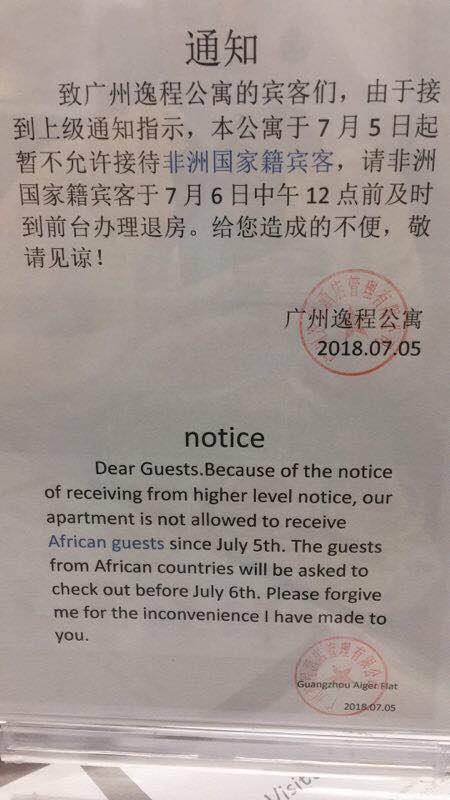 通知
致广州逸程公寓的宾客们，由于接
到上级通知指示，本公寓于7月5日起
暂不允许接待非洲国家籍宾客，请非洲
国家籍宾客于7月6日中午12点前及时
到前台办理退房。给您造成的不便，敬
请见谅！
广州逸程公寓
2018.07.05
notice
Dear Guests.Because of the notice
of receiving from higher level notice, our
apartment is not allowed to receive
African guests since July 5th. The guests
from African countries will be asked to
check out before July 6th. Please forgive
me for the inconvenience I have made to
you.
Guangzhou Aiger Flat
2018.07.05